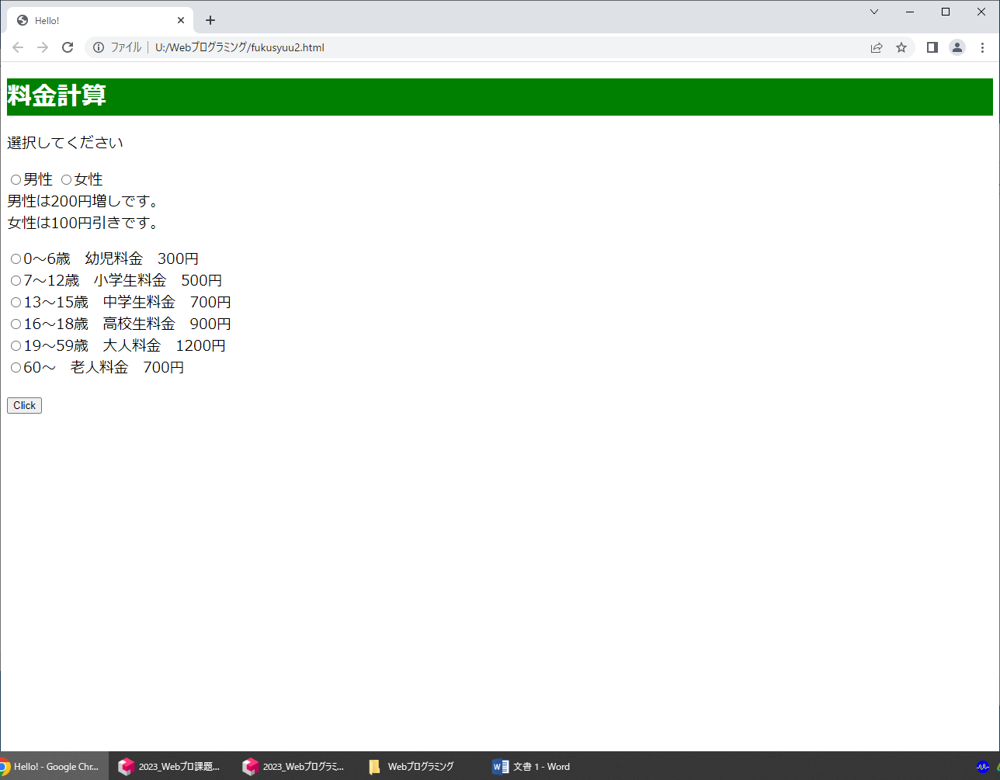 Hello!
ファイル U:/Webプログラミング/fukusyuu2.html
料金計算
選択してください
男性 女性
男性は200円増しです。
女性は100円引きです。
0～6歳　幼児料金　300円
7～12歳　小学生料金　500円
13～15歳　中学生料金　700円
16～18歳　高校生料金　900円
19～59歳　大人料金　1200円
60～　老人料金　700円
Click
Hello! - Google Chr... 2023_Webプロ課題... 2023_Webプログラミ... Webプログラミング 文書 1 - Word